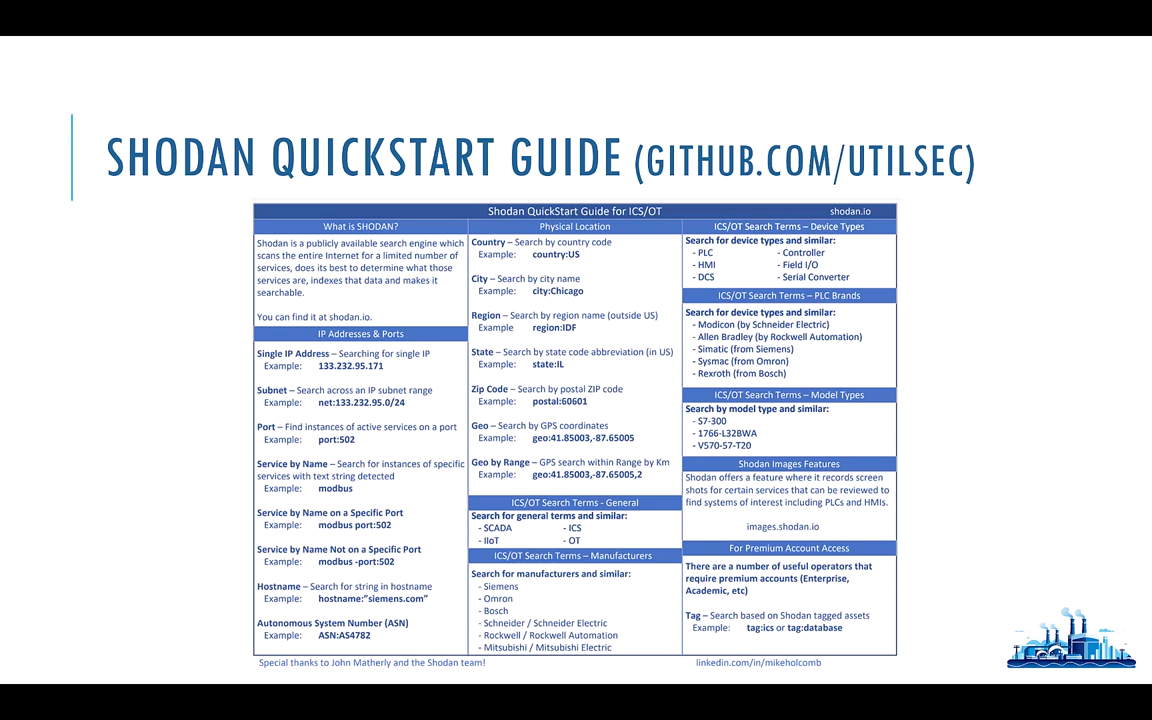 SHODAN QUICKSTART GUIDE (GITHUB.COM/UTILSEC)
Shodan QuickStart Guide for ICS/OT
shodan.io
What is SHODAN?
Shodan is a publicly available search engine which
scans the entire Internet for a limited number of
services, does its best to determine what those
services are, indexes that data and makes it
searchable.
You can find it at shodan.io.
IP Addresses & Ports
Single IP Address – Searching for single IP
Example: 133.232.95.171
Subnet – Search across an IP subnet range
Example: net:133.232.95.0/24
Port – Find instances of active services on a port
Example: port:502
Service by Name – Search for instances of specific
services with text string detected
Example: modbus
Service by Name on a Specific Port
Example: modbus port:502
Service by Name Not on a Specific Port
Example: modbus -port:502
Hostname – Search for string in hostname
Example: hostname:"siemens.com"
Autonomous System Number (ASN)
Example: ASN:AS4782
Physical Location
Country – Search by country code
Example: country:US
City – Search by city name
Example: city:Chicago
Region – Search by region name (outside US)
Example region:IDF
State – Search by state code abbreviation (in US)
Example: state:IL
Zip Code – Search by postal ZIP code
Example: postal:60601
Geo – Search by GPS coordinates
Example: geo:41.85003,-87.65005
Geo by Range – GPS search within Range by Km
Example: geo:41.85003,-87.65005,2
ICS/OT Search Terms - General
Search for general terms and similar:
- SCADA - ICS
- IIoT - OT
ICS/OT Search Terms – Manufacturers
Search for manufacturers and similar:
- Siemens
- Omron
- Bosch
- Schneider / Schneider Electric
- Rockwell / Rockwell Automation
- Mitsubishi / Mitsubishi Electric
ICS/OT Search Terms – Device Types
Search for device types and similar:
- PLC - Controller
- HMI - Field I/O
- DCS - Serial Converter
ICS/OT Search Terms – PLC Brands
Search for device types and similar:
- Modicon (by Schneider Electric)
- Allen Bradley (by Rockwell Automation)
- Simatic (from Siemens)
- Sysmac (from Omron)
- Rexroth (from Bosch)
ICS/OT Search Terms – Model Types
Search by model type and similar:
- S7-300
- 1766-L32BWA
- V570-57-T20
Shodan Images Features
Shodan offers a feature where it records screen
shots for certain services that can be reviewed to
find systems of interest including PLCs and HMIs.
images.shodan.io
For Premium Account Access
There are a number of useful operators that
require premium accounts (Enterprise,
Academic, etc)
Tag – Search based on Shodan tagged assets
Example: tag:ics or tag:database
Special thanks to John Matherly and the Shodan team!
linkedin.com/in/mikeholcomb